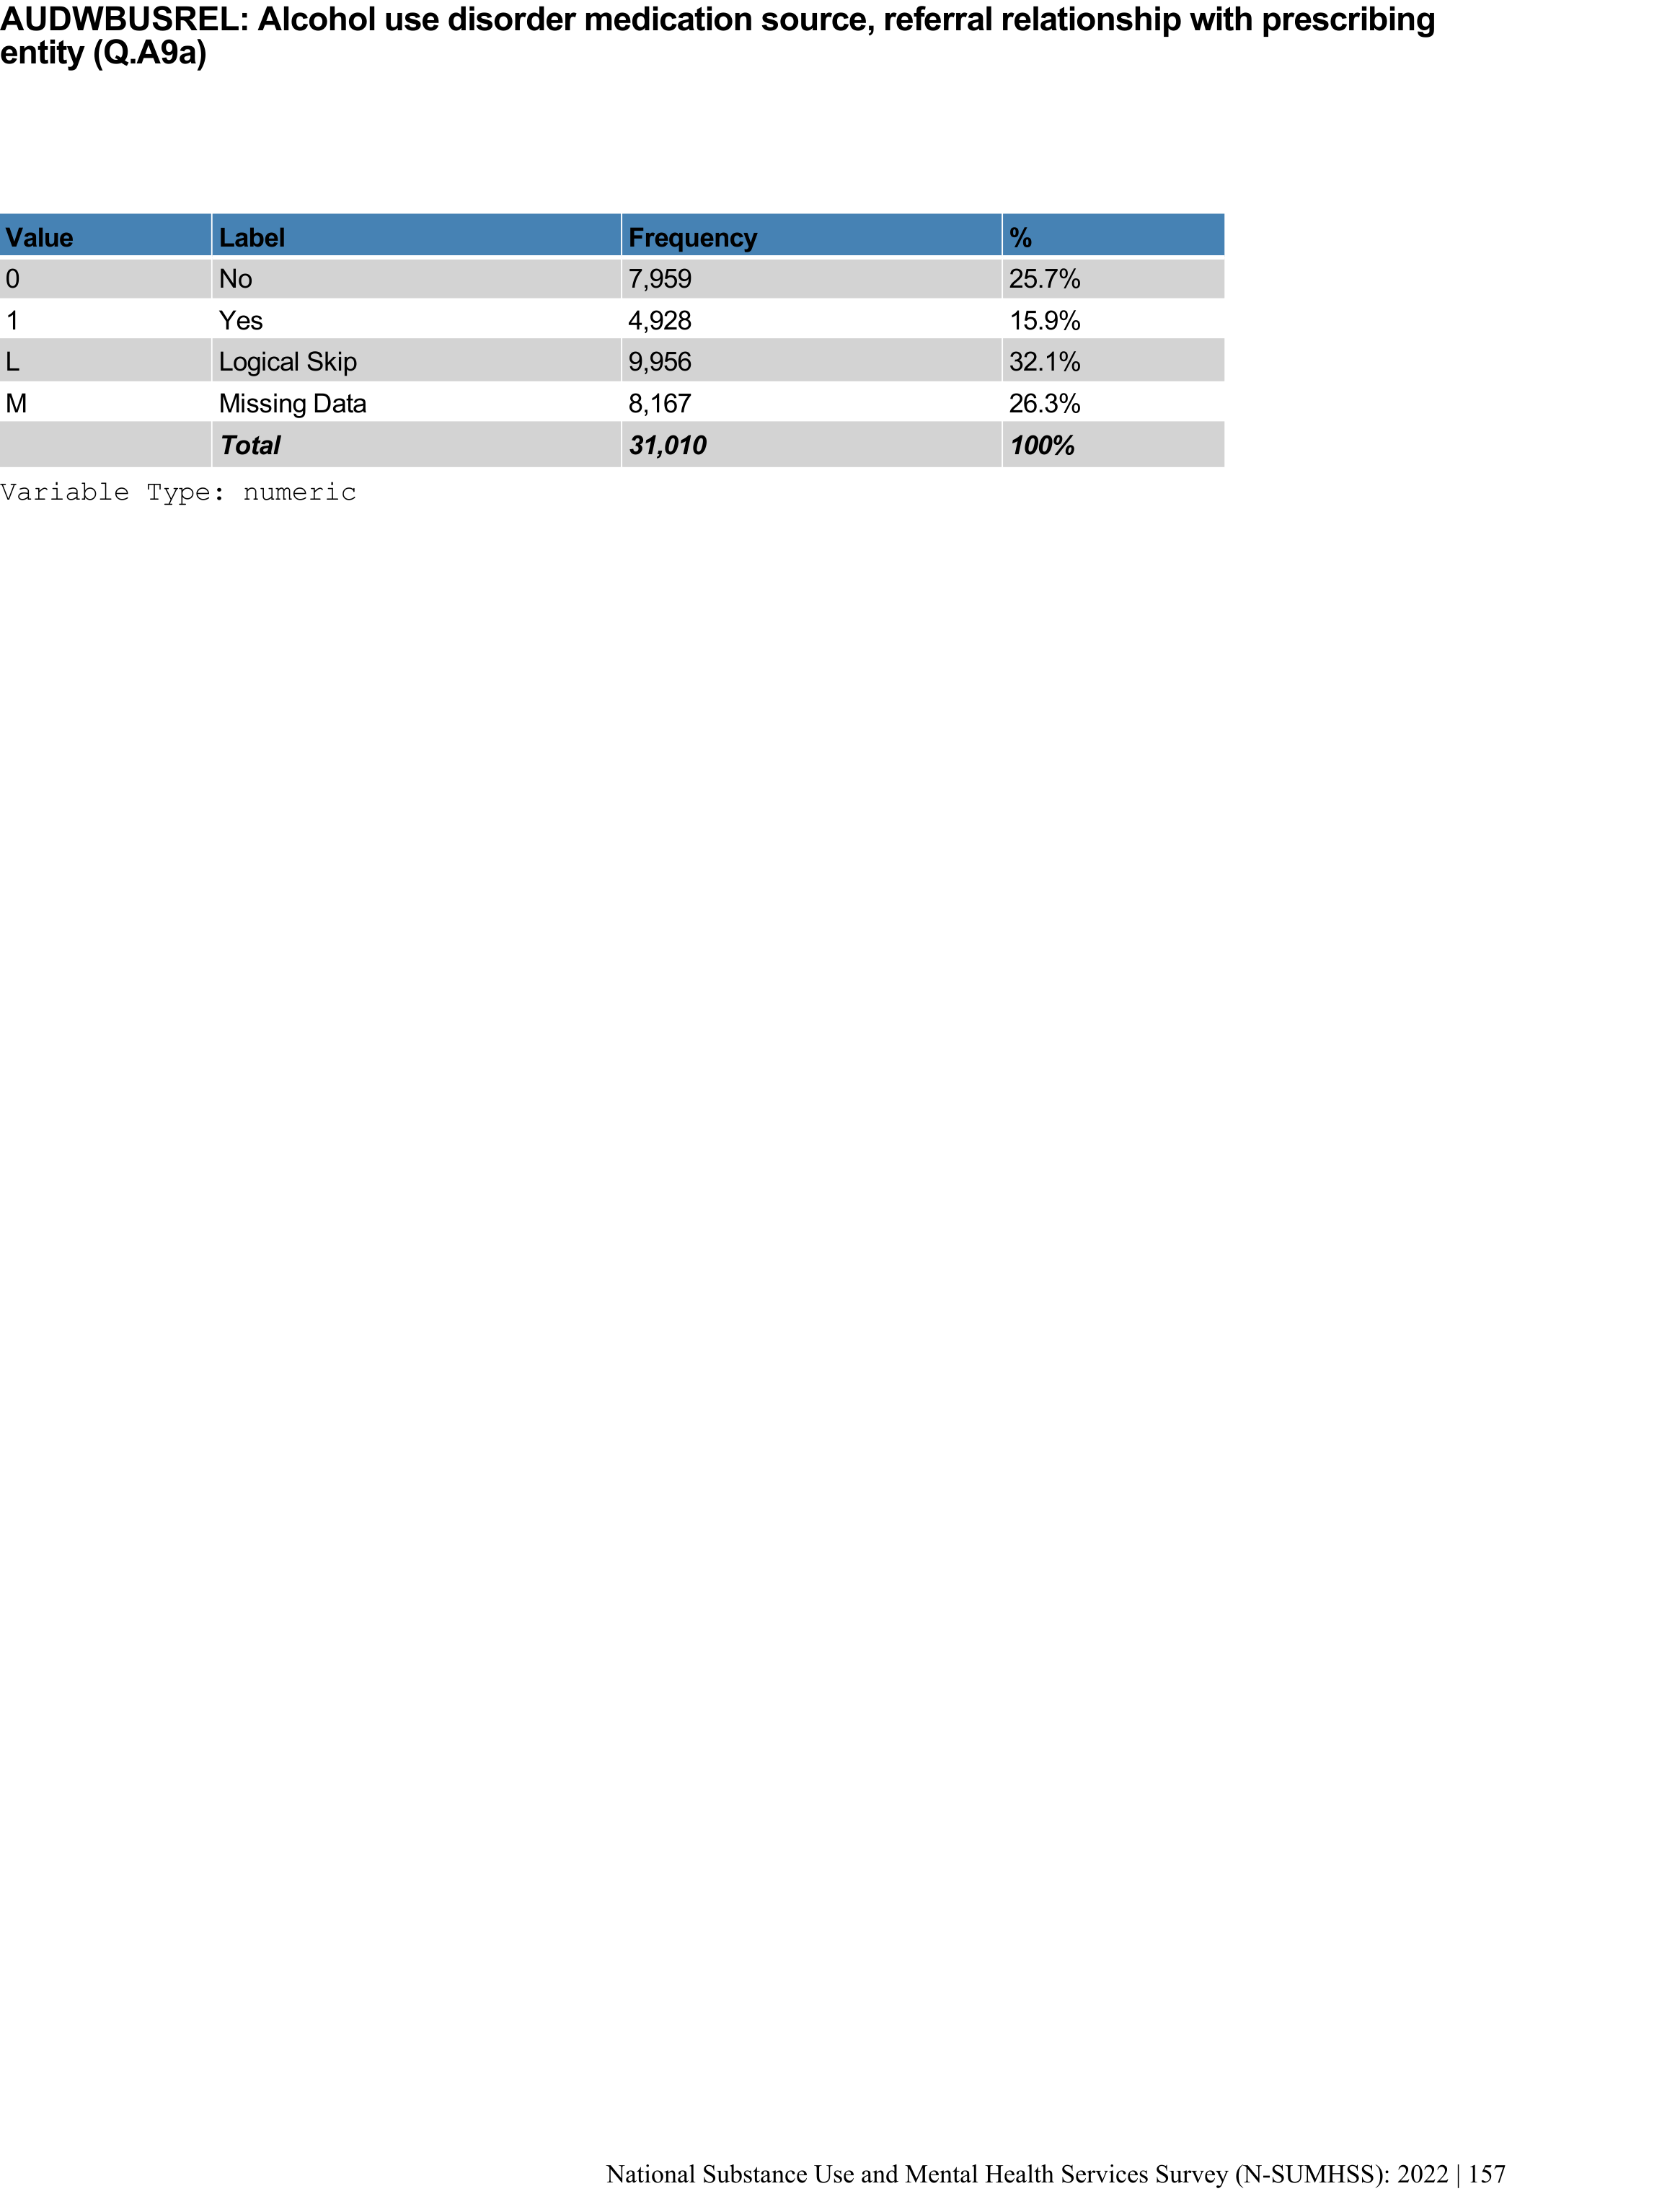 AUDWBUSREL: Alcohol use disorder medication source, referral relationship with prescribing
entity (Q.A9a)
Value Label Frequency %
0 No 7,959 25.7%
1 Yes 4,928 15.9%
L Logical Skip 9,956 32.1%
M Missing Data 8,167 26.3%
Total 31,010 100%
Variable Type: numeric
National Substance Use and Mental Health Services Survey (N-SUMHSS): 2022 | 157